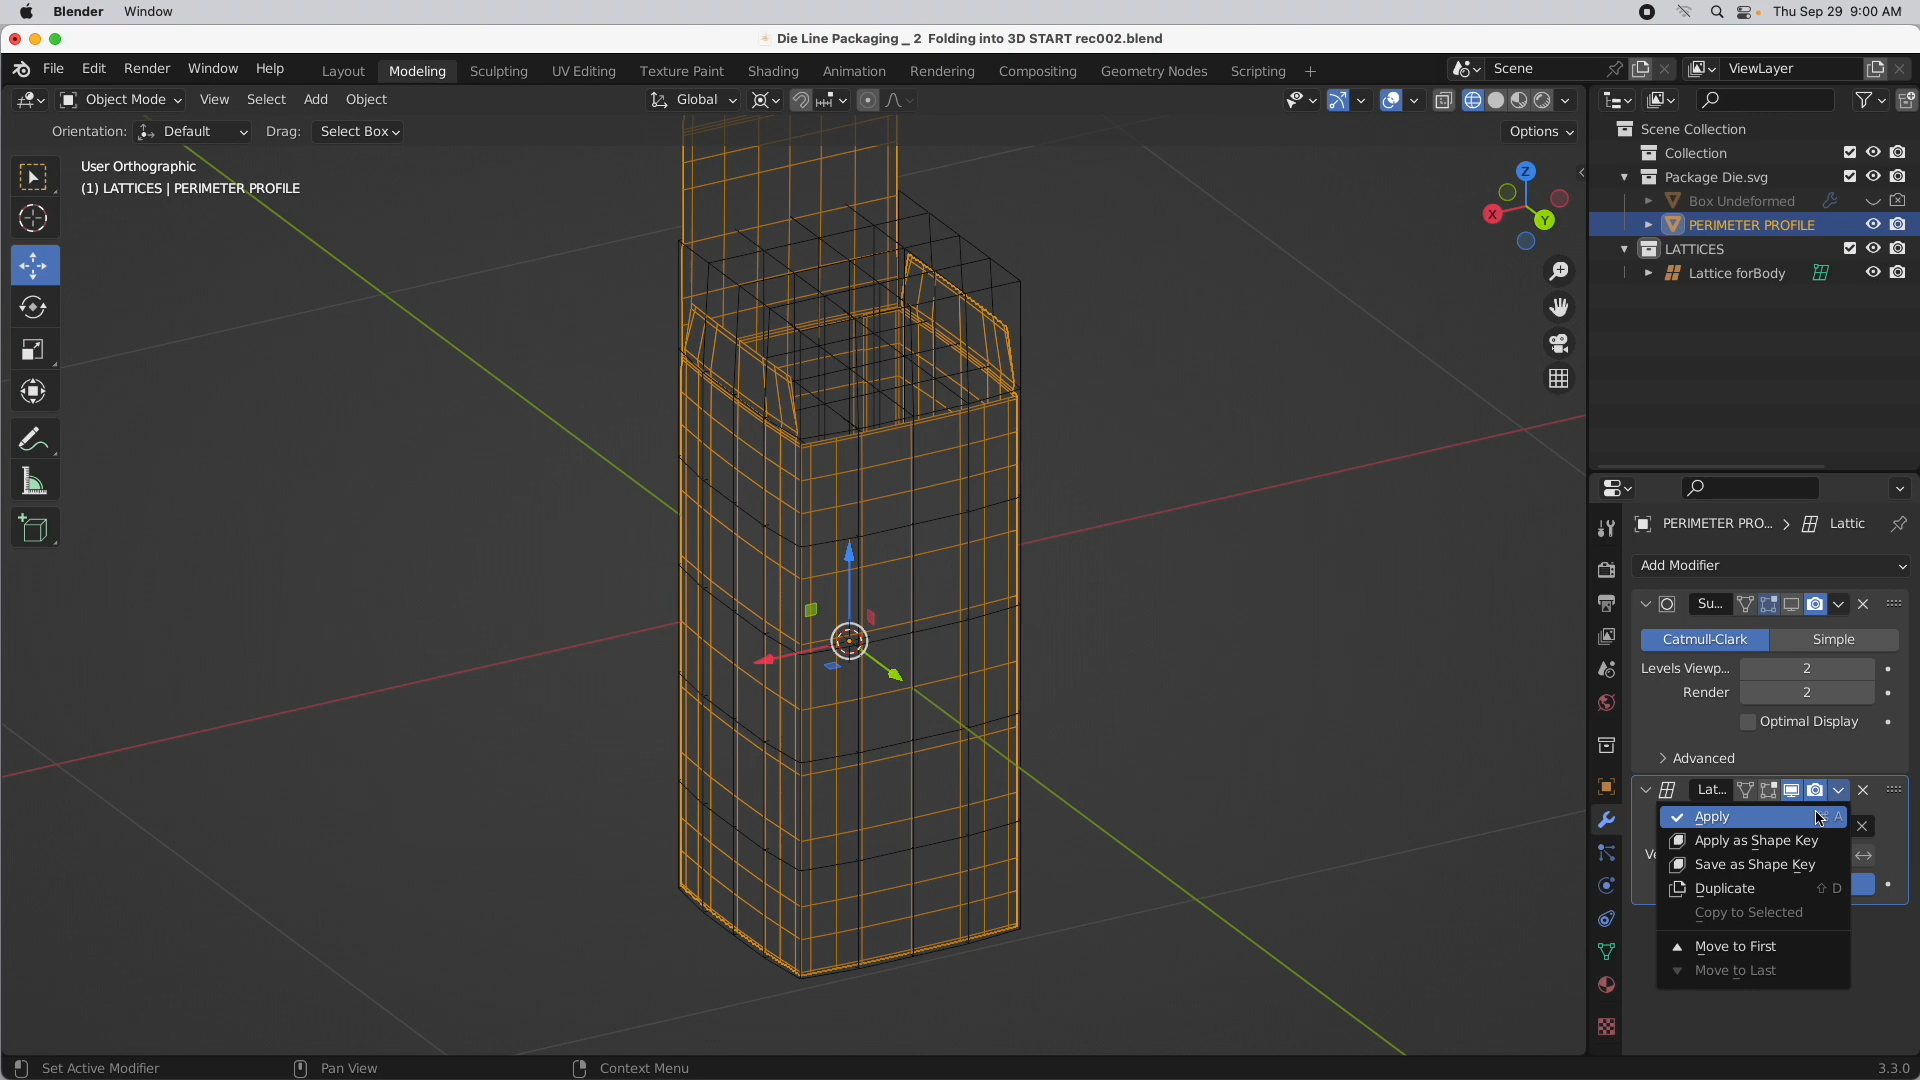 Blender Window Thu Sep 29 9:00 AM
Die Line Packaging _ 2 Folding into 3D START rec002.blend
File Edit Render Window Help Layout Modeling Sculpting UV Editing Texture Paint Shading Animation Rendering Compositing Geometry Nodes Scripting + Scene ViewLayer
Object Mode View Select Add Object Global
Orientation: Default Drag: Select Box Options
User Orthographic
(1) LATTICES | PERIMETER PROFILE
Z
X
Y
Scene Collection
Collection
Package Die.svg
Box Undeformed
PERIMETER PROFILE
LATTICES
Lattice forBody
PERIMETER PRO... > Lattic
Add Modifier
Su...
Catmull-Clark Simple
Levels Viewp... 2
Render 2
Optimal Display
Advanced
Lat...
Apply A
Apply as Shape Key
Save as Shape Key
Duplicate ⇧ D
Copy to Selected
Move to First
Move to Last
Set Active Modifier Pan View Context Menu 3.3.0